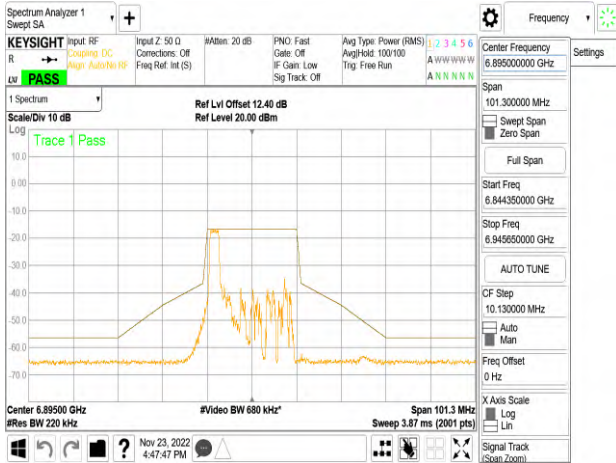 Spectrum Analyzer 1
Swept SA
+
Frequency
Settings
KEYSIGHT
R
LXI
PASS
Input: RF
Coupling: DC
Align: Auto/No RF
Input Z: 50 Ω
Corrections: Off
Freq Ref: Int (S)
#Atten: 20 dB
PNO: Fast
Gate: Off
IF Gain: Low
Sig Track: Off
Avg Type: Power (RMS)
Avg|Hold: 100/100
Trig: Free Run
1 2 3 4 5 6
A W W W W W
A N N N N N
1 Spectrum
Scale/Div 10 dB
Ref Lvl Offset 12.40 dB
Ref Level 20.00 dBm
Log
Trace 1 Pass
10.0
0.00
-10.0
-20.0
-30.0
-40.0
-50.0
-60.0
-70.0
Center 6.89500 GHz
#Video BW 680 kHz*
Span 101.3 MHz
#Res BW 220 kHz
Sweep 3.87 ms (2001 pts)
Nov 23, 2022
4:47:47 PM
Center Frequency
6.895000000 GHz
Span
101.300000 MHz
Swept Span
Zero Span
Full Span
Start Freq
6.844350000 GHz
Stop Freq
6.945650000 GHz
AUTO TUNE
CF Step
10.130000 MHz
Auto
Man
Freq Offset
0 Hz
X Axis Scale
Log
Lin
Signal Track
(Span Zoom)